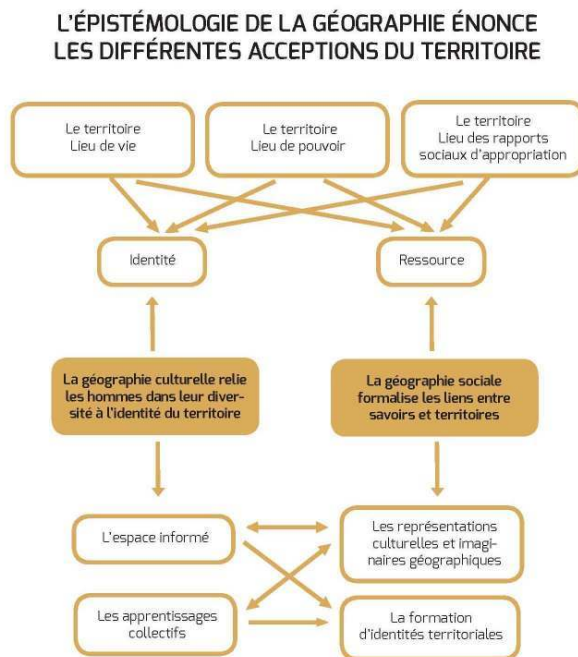 L'ÉPISTÉMOLOGIE DE LA GÉOGRAPHIE ÉNONCE
LES DIFFÉRENTES ACCEPTIONS DU TERRITOIRE
Le territoire
Lieu de vie
Le territoire
Lieu de pouvoir
Le territoire
Lieu des rapports
sociaux d'appropriation
Identité
Ressource
La géographie culturelle relie
les hommes dans leur diver-
sité à l'identité du territoire
La géographie sociale
formalise les liens entre
savoirs et territoires
L'espace informé
Les représentations
culturelles et imagi-
naires géographiques
Les apprentissages
collectifs
La formation
d'identités territoriales